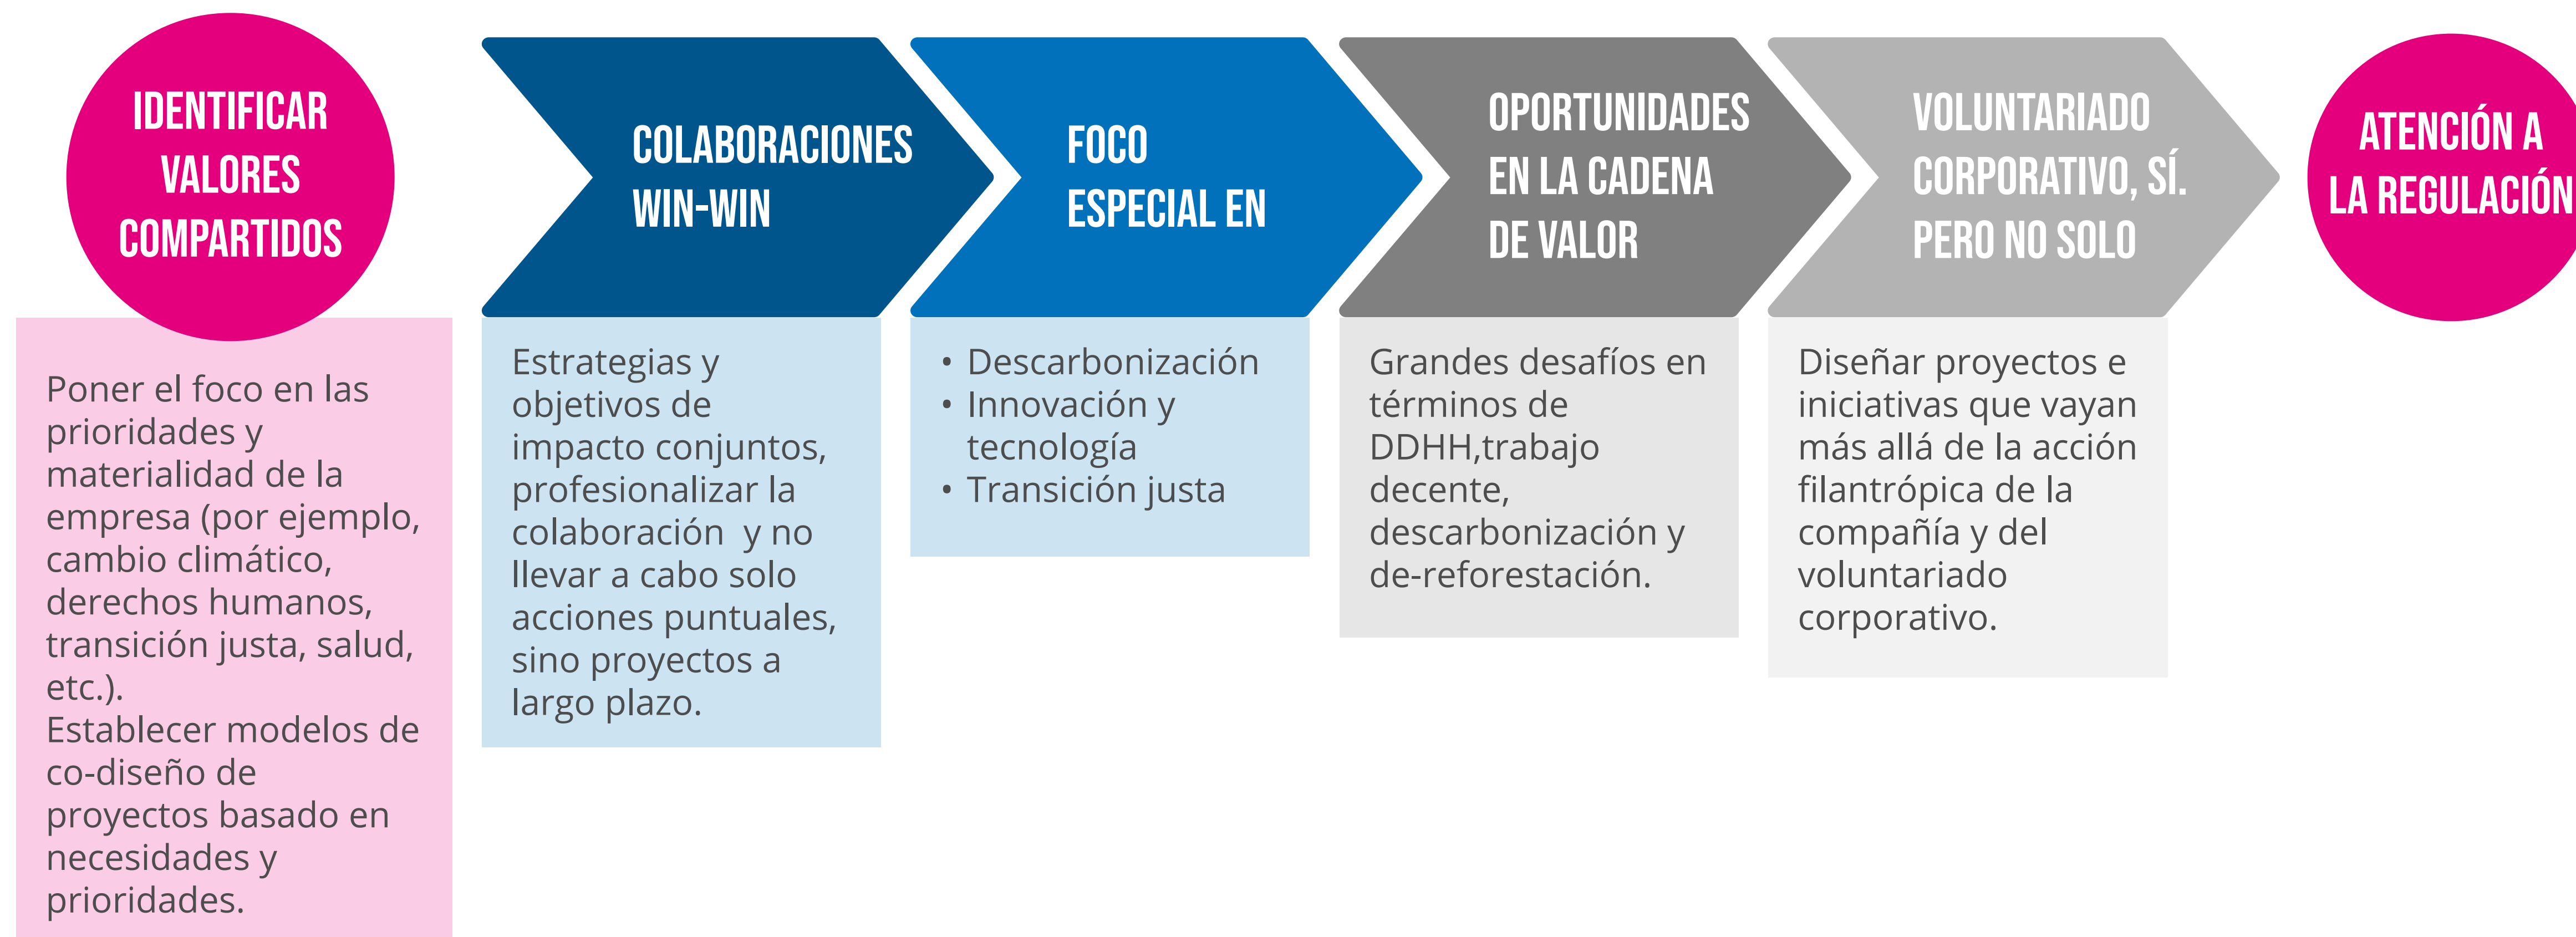 IDENTIFICAR
VALORES
COMPARTIDOS
Poner el foco en las
prioridades y
materialidad de la
empresa (por ejemplo,
cambio climático,
derechos humanos,
transición justa, salud,
etc.).
Establecer modelos de
co-diseño de
proyectos basado en
necesidades y
prioridades.
COLABORACIONES
WIN-WIN
Estrategias y
objetivos de
impacto conjuntos,
profesionalizar la
colaboración  y no
llevar a cabo solo
acciones puntuales,
sino proyectos a
largo plazo.
FOCO
ESPECIAL EN
• Descarbonización
• Innovación y
tecnología
• Transición justa
OPORTUNIDADES
EN LA CADENA
DE VALOR
Grandes desafíos en
términos de
DDHH,trabajo
decente,
descarbonización y
de-reforestación.
VOLUNTARIADO
CORPORATIVO, SÍ.
PERO NO SOLO
Diseñar proyectos e
iniciativas que vayan
más allá de la acción
filantrópica de la
compañía y del
voluntariado
corporativo.
ATENCIÓN A
LA REGULACIÓN